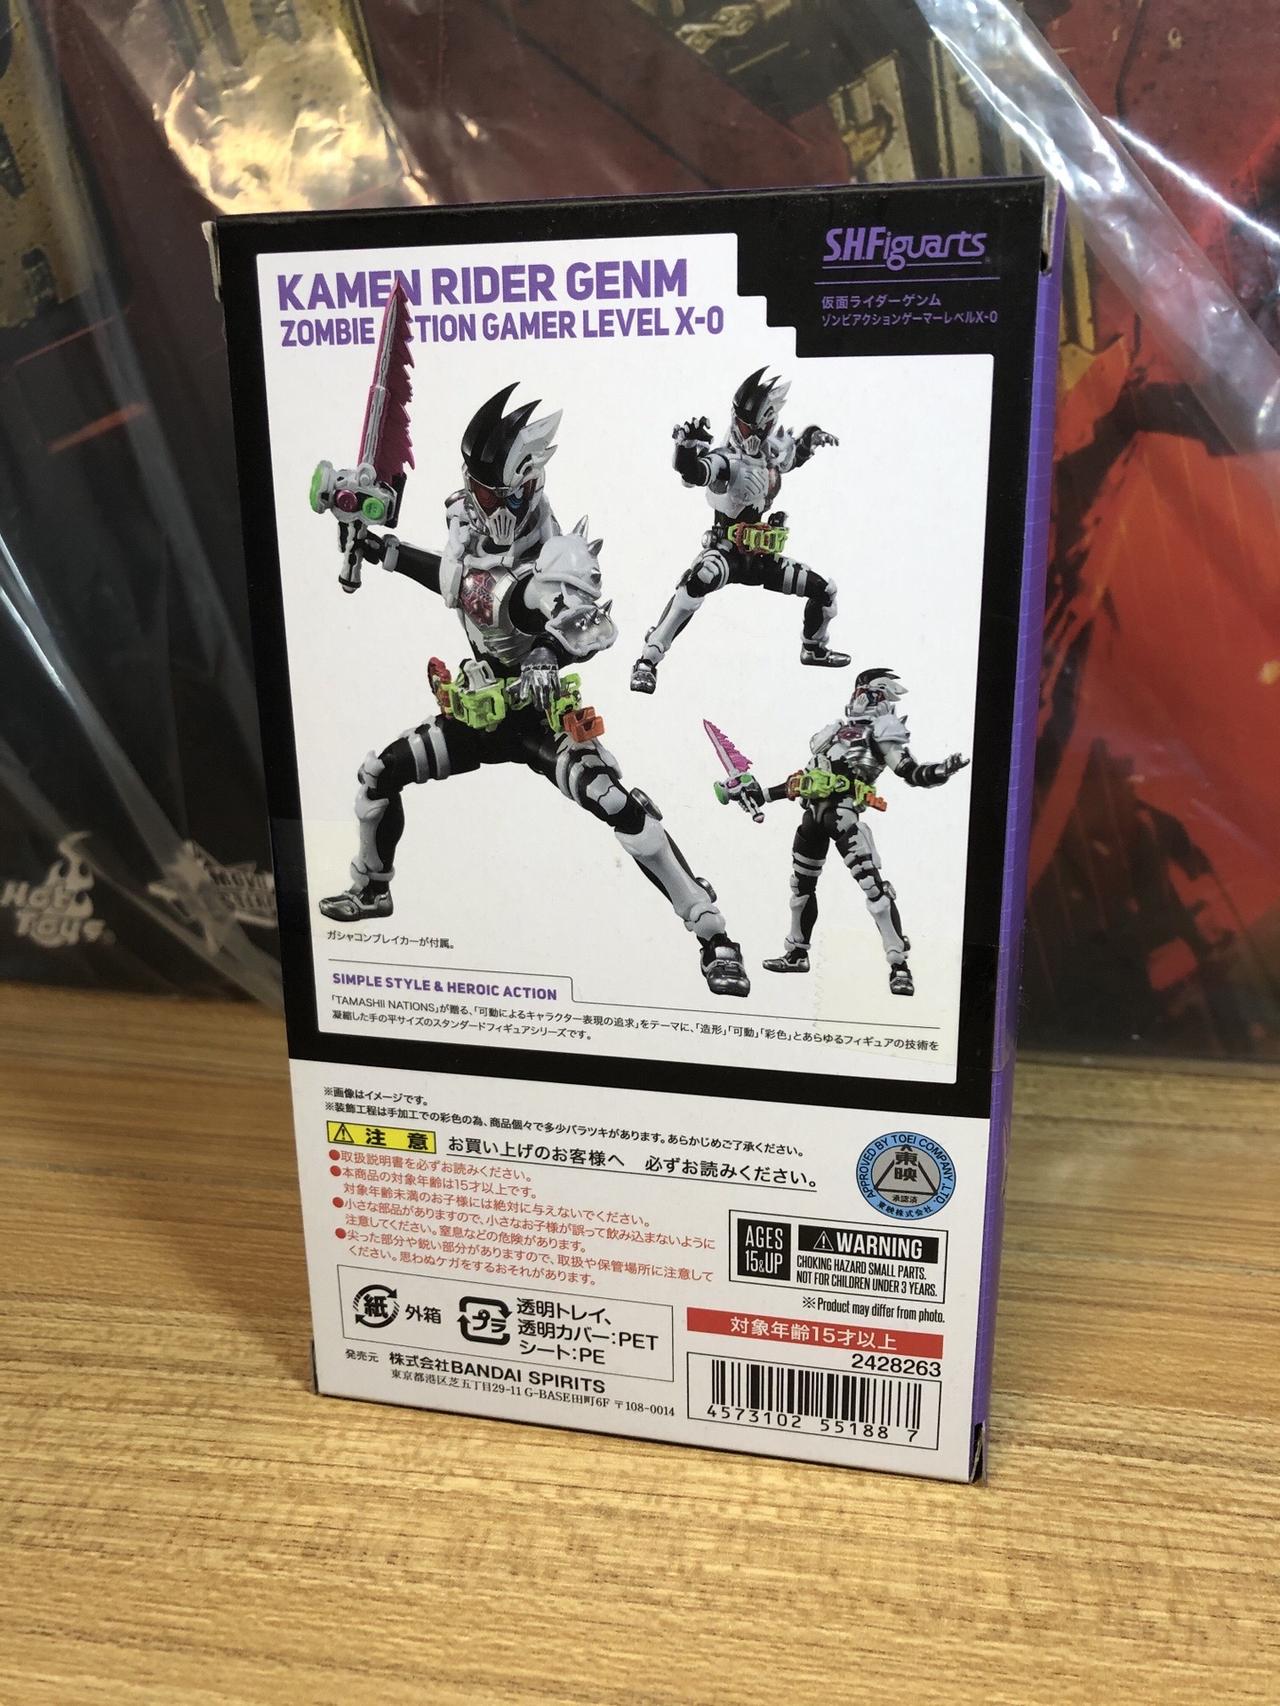 S.H.Figuarts
仮面ライダーゲンム
ゾンビアクションゲーマーレベルX-0
KAMEN RIDER GENM
ZOMBIE CTION GAMER LEVEL X-0
ガシャコンブレイカーが付属。
SIMPLE STYLE & HEROIC ACTION
「TAMASHII NATIONS」が贈る、「可動によるキャラクター表現の追求」をテーマに、「造形」「可動」「彩色」とあらゆるフィギュアの技術を
凝縮した手の平サイズのスタンダードフィギュアシリーズです。
※画像はイメージです。
※装飾工程は手加工での彩色の為、商品個々で多少バラツキがあります。あらかじめご了承ください。
注 意 お買い上げのお客様へ 必ずお読みください。
●取扱説明書を必ずお読みください。
●本商品の対象年齢は15才以上です。
対象年齢未満のお子様には絶対に与えないでください。
●小さな部品がありますので、小さなお子様が誤って飲み込まないように
注意してください。窒息などの危険があります。
●尖った部分や鋭い部分がありますので、取扱や保管場所に注意して
ください。思わぬケガをするおそれがあります。
APPROVED BY TOEI COMPANY, LTD.
東映
承認済
東映株式会社
AGES
15&UP
WARNING
CHOKING HAZARD SMALL PARTS.
NOT FOR CHILDREN UNDER 3 YEARS.
※Product may differ from photo.
紙 外箱
プラ 透明トレイ、
透明カバー:PET
シート:PE
対象年齢15才以上
2428263
発売元 株式会社BANDAI SPIRITS
東京都港区芝五丁目29-11 G-BASE田町6F 〒108-0014
4573102 55188 7
Hot
Toys